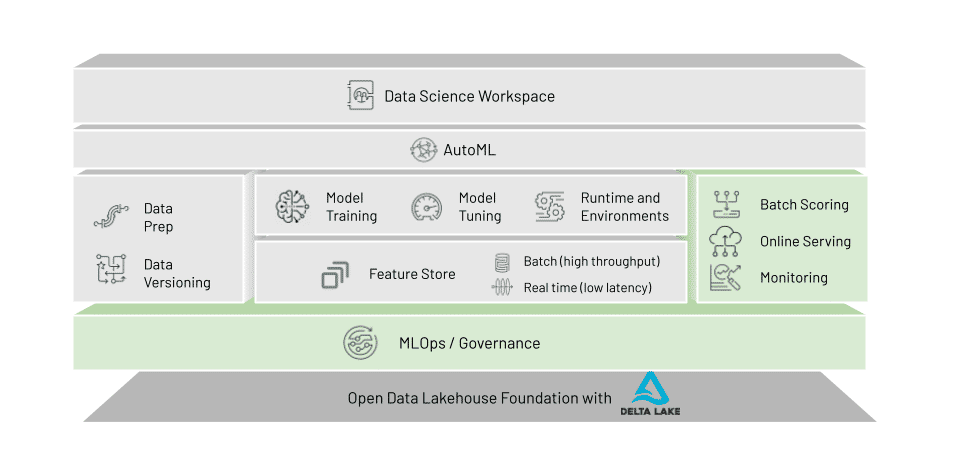 Data Science Workspace
AutoML
Data
Prep
Data
Versioning
Model
Training
Model
Tuning
Runtime and
Environments
Feature Store
Batch (high throughput)
Real time (low latency)
Batch Scoring
Online Serving
Monitoring
MLOps / Governance
Open Data Lakehouse Foundation with
DELTA LAKE